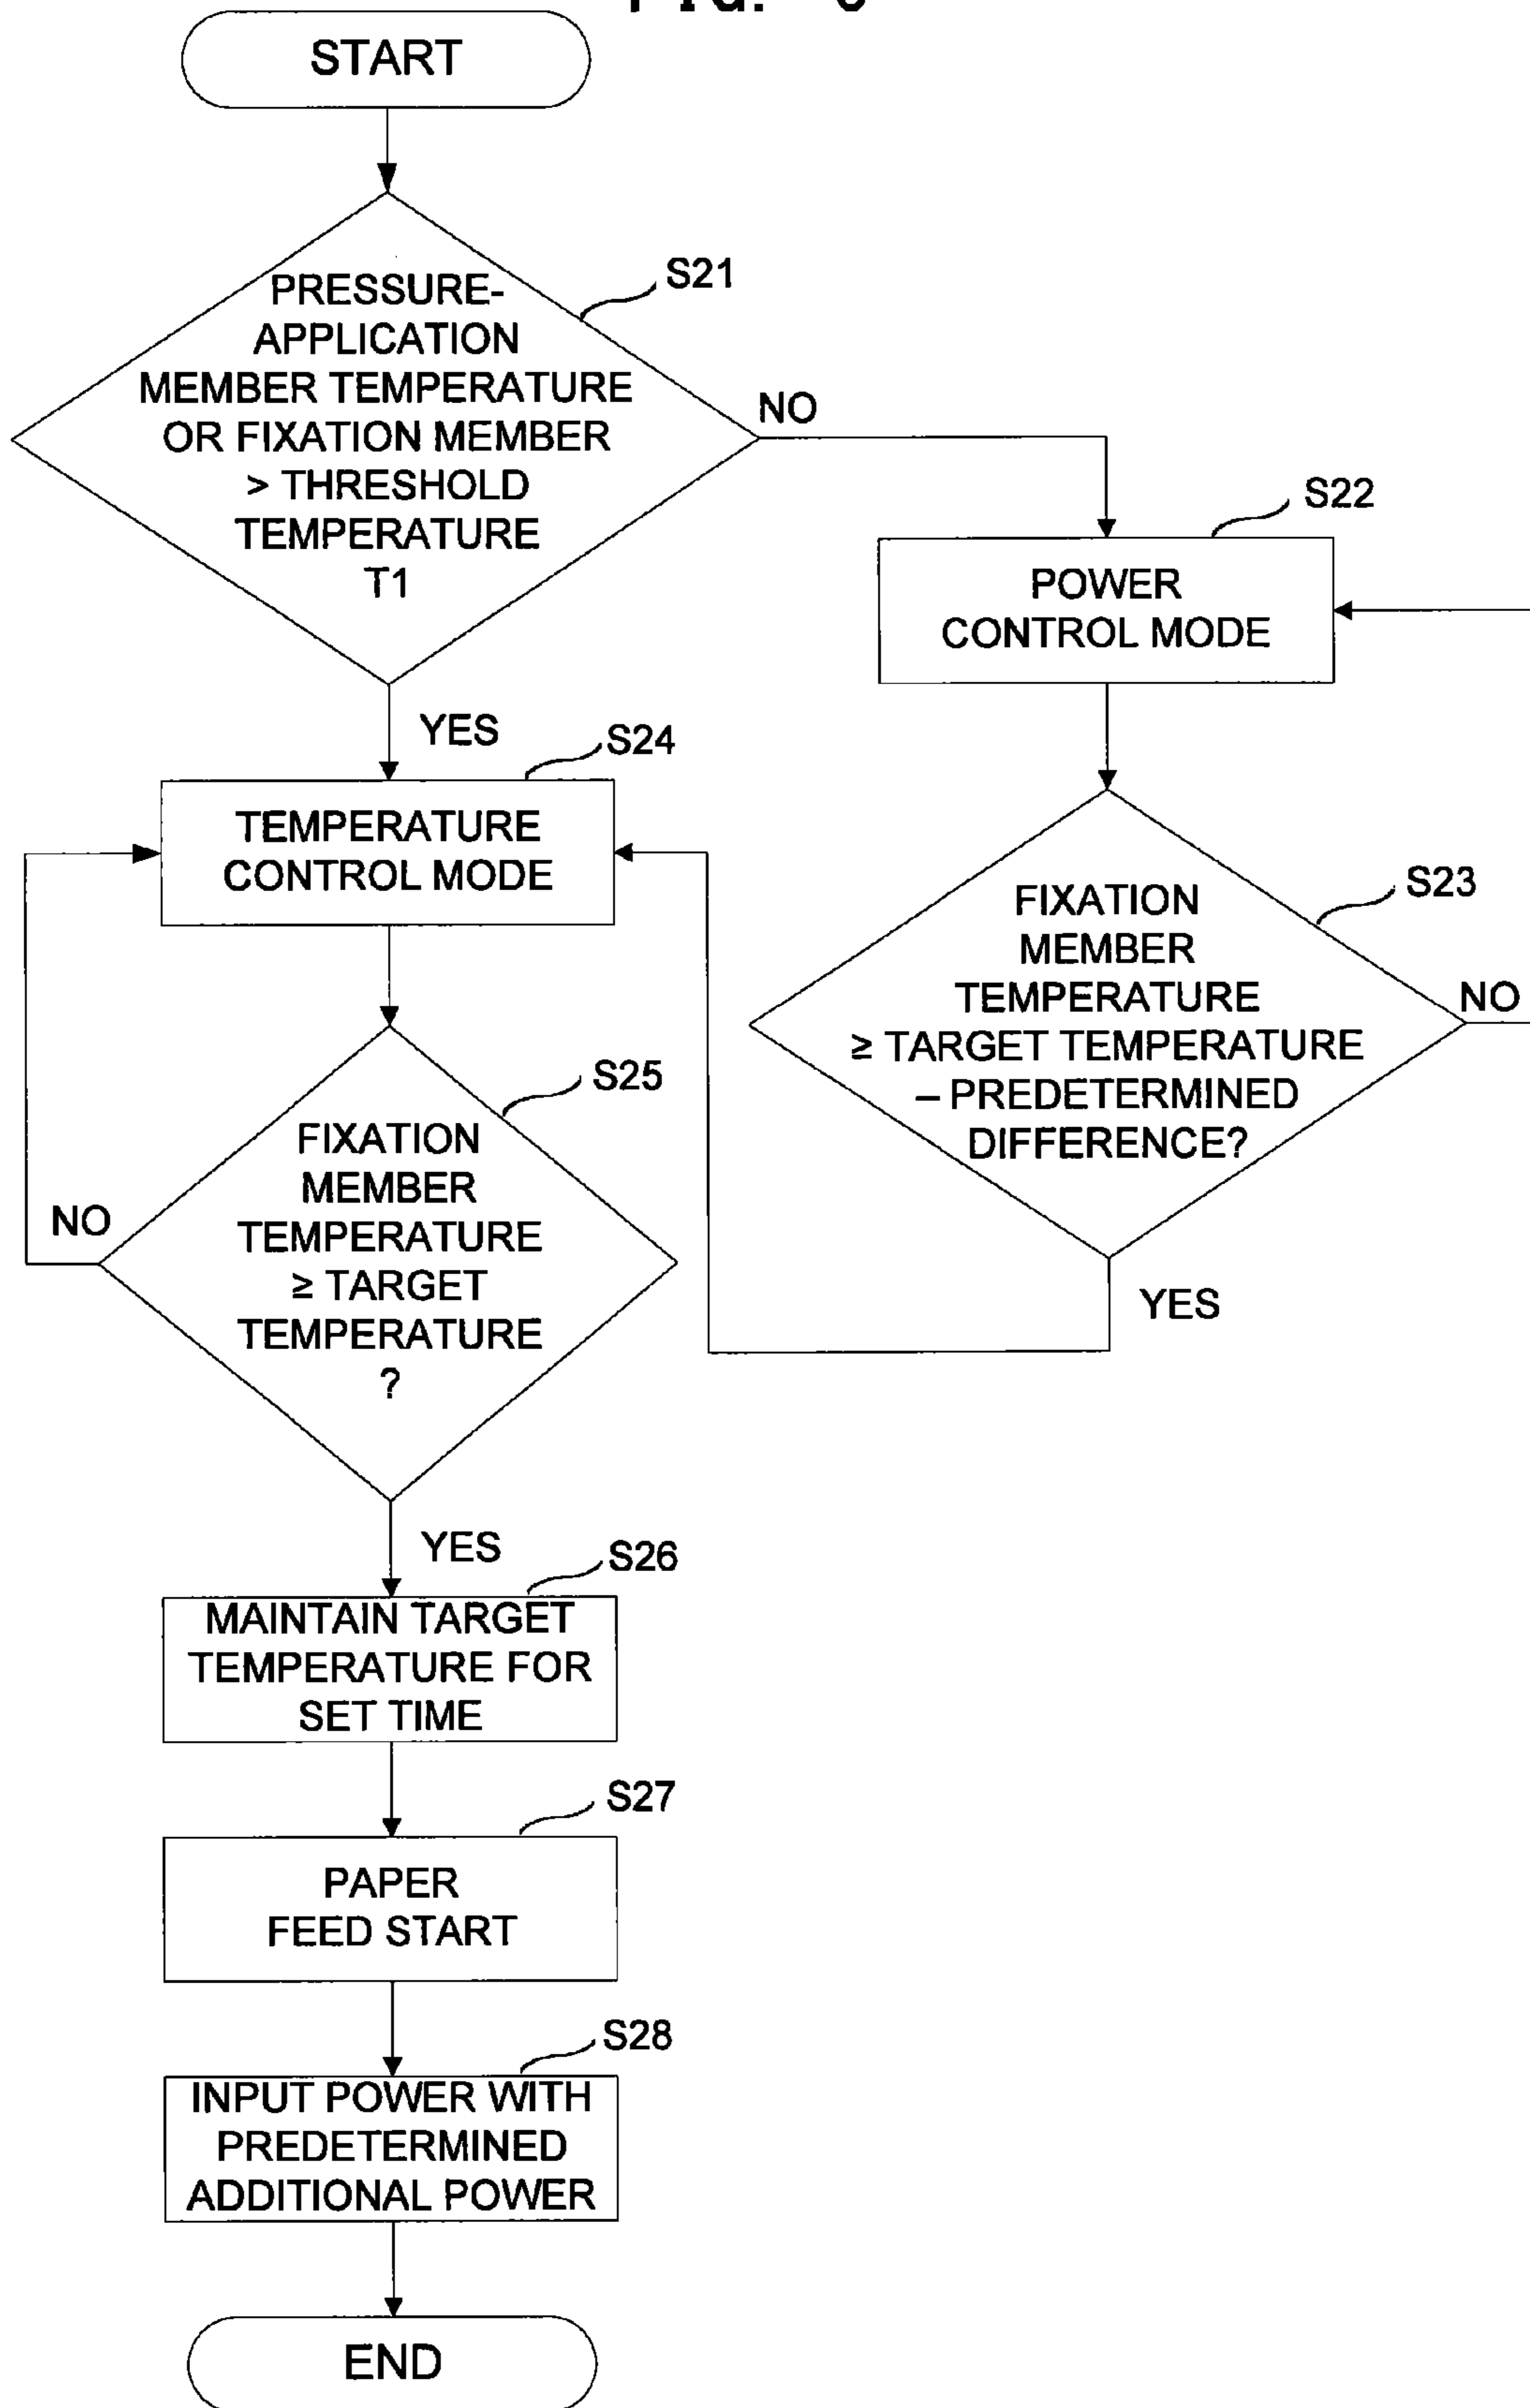 START
PRESSURE-
APPLICATION
MEMBER TEMPERATURE
OR FIXATION MEMBER
> THRESHOLD
TEMPERATURE
T1
S21
NO
S22
POWER
CONTROL MODE
YES
S24
TEMPERATURE
CONTROL MODE
S23
FIXATION
MEMBER
TEMPERATURE
≥ TARGET TEMPERATURE
– PREDETERMINED
DIFFERENCE?
NO
YES
S25
FIXATION
MEMBER
TEMPERATURE
≥ TARGET
TEMPERATURE
?
NO
YES
S26
MAINTAIN TARGET
TEMPERATURE FOR
SET TIME
S27
PAPER
FEED START
S28
INPUT POWER WITH
PREDETERMINED
ADDITIONAL POWER
END